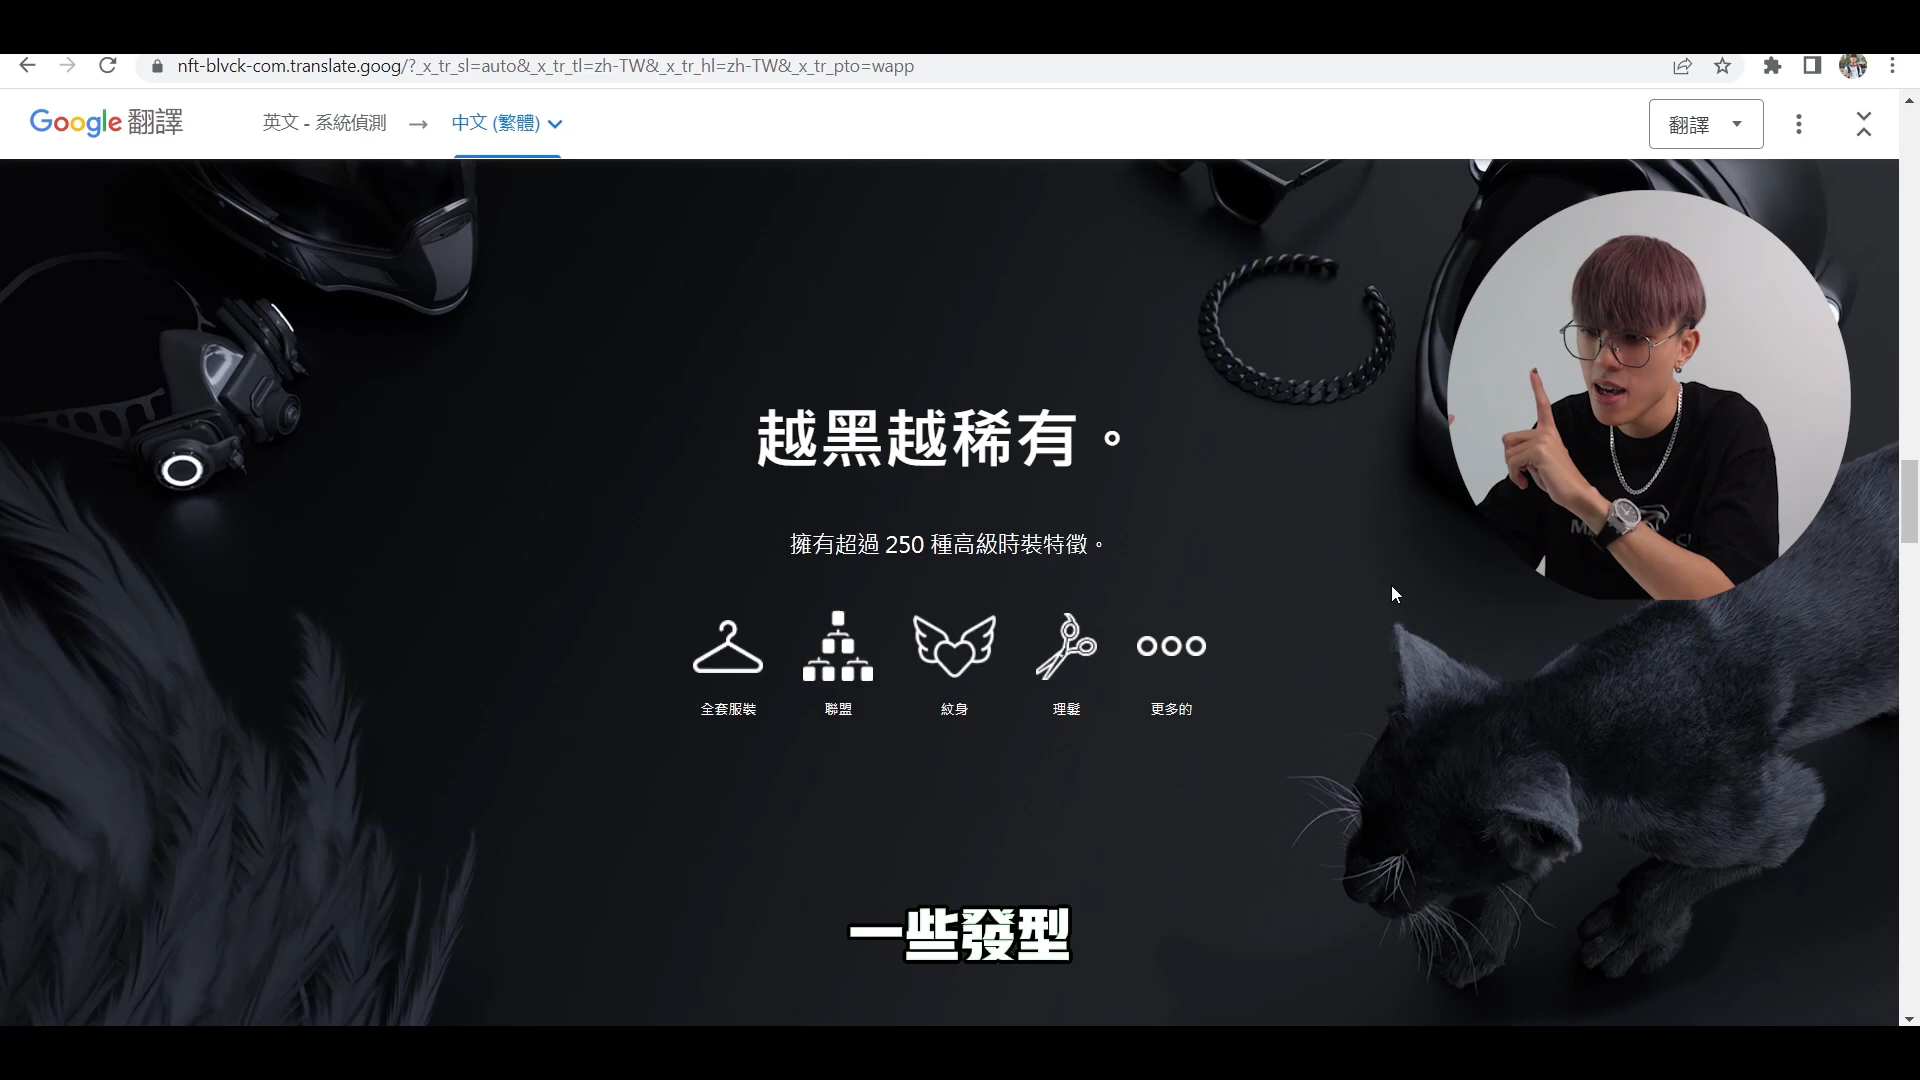 nft-blvck-com.translate.goog/?_x_tr_sl=auto&_x_tr_tl=zh-TW&_x_tr_hl=zh-TW&_x_tr_pto=wapp
Google 翻譯
英文 - 系統偵測 → 中文 (繁體)
翻譯
越黑越稀有。
擁有超過 250 種高級時裝特徵。
全套服裝 聯盟 紋身 理髮 更多的
一些發型